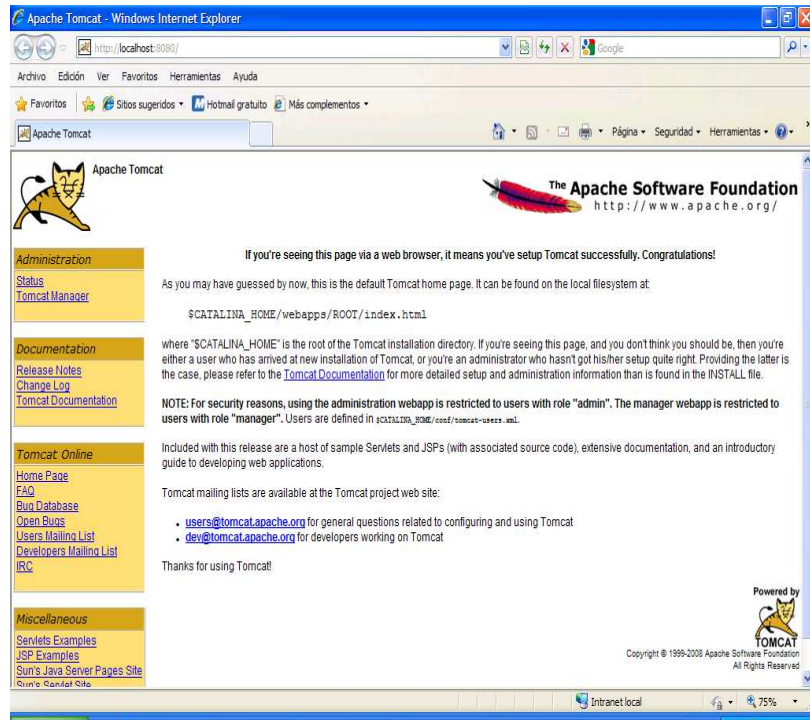 Apache Tomcat - Windows Internet Explorer
http://localhost:8080/
Google
Archivo Edición Ver Favoritos Herramientas Ayuda
Favoritos Sitios sugeridos Hotmail gratuito Más complementos
Apache Tomcat
Página Seguridad Herramientas
Apache Tomcat
The Apache Software Foundation
http://www.apache.org/
Administration
Status
Tomcat Manager
Documentation
Release Notes
Change Log
Tomcat Documentation
Tomcat Online
Home Page
FAQ
Bug Database
Open Bugs
Users Mailing List
Developers Mailing List
IRC
Miscellaneous
Servlets Examples
JSP Examples
Sun's Java Server Pages Site
Sun's Servlet Site
If you're seeing this page via a web browser, it means you've setup Tomcat successfully. Congratulations!
As you may have guessed by now, this is the default Tomcat home page. It can be found on the local filesystem at:
$CATALINA_HOME/webapps/ROOT/index.html
where "$CATALINA_HOME" is the root of the Tomcat installation directory. If you're seeing this page, and you don't think you should be, then you're
either a user who has arrived at new installation of Tomcat, or you're an administrator who hasn't got his/her setup quite right. Providing the latter is
the case, please refer to the Tomcat Documentation for more detailed setup and administration information than is found in the INSTALL file.
NOTE: For security reasons, using the administration webapp is restricted to users with role "admin". The manager webapp is restricted to
users with role "manager". Users are defined in $CATALINA_HOME/conf/tomcat-users.xml.
Included with this release are a host of sample Servlets and JSPs (with associated source code), extensive documentation, and an introductory
guide to developing web applications.
Tomcat mailing lists are available at the Tomcat project web site:
• users@tomcat.apache.org for general questions related to configuring and using Tomcat
• dev@tomcat.apache.org for developers working on Tomcat
Thanks for using Tomcat!
Powered by
TOMCAT
Copyright © 1999-2008 Apache Software Foundation
All Rights Reserved
Intranet local
75%